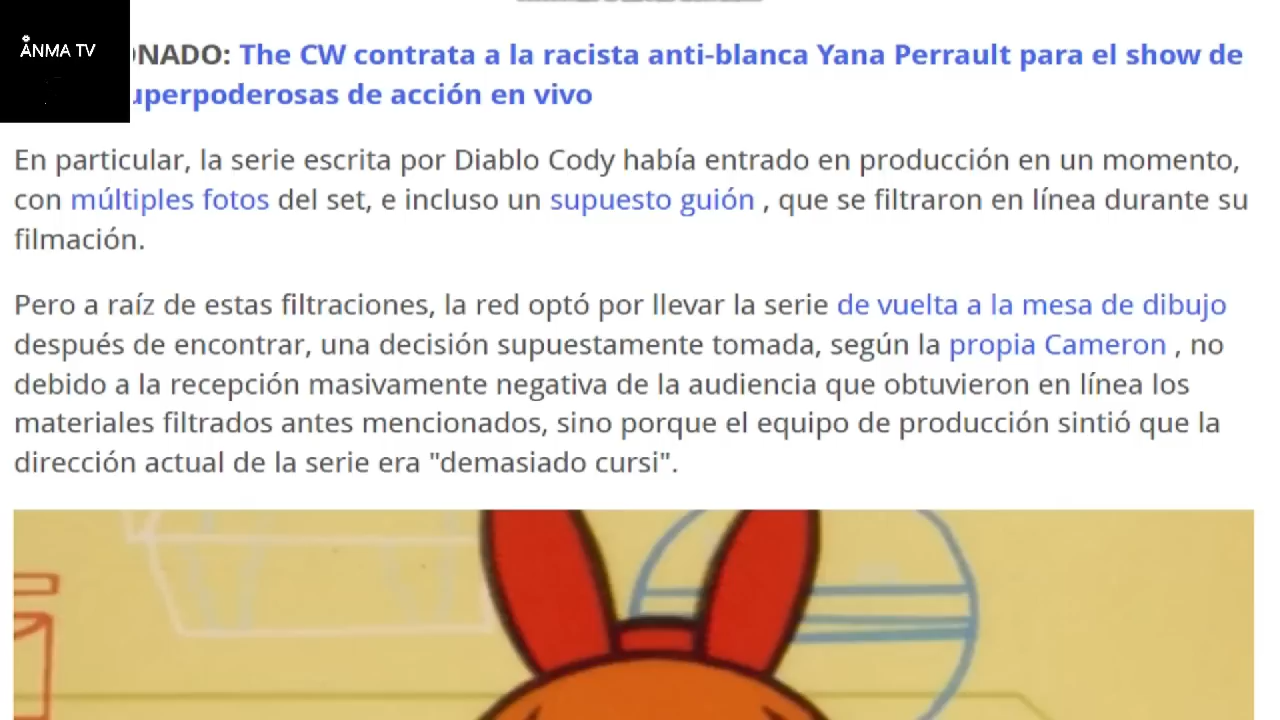 ÅNMA TV
ONADO: The CW contrata a la racista anti-blanca Yana Perrault para el show de
uperpoderosas de acción en vivo
En particular, la serie escrita por Diablo Cody había entrado en producción en un momento,
con múltiples fotos del set, e incluso un supuesto guión , que se filtraron en línea durante su
filmación.
Pero a raíz de estas filtraciones, la red optó por llevar la serie de vuelta a la mesa de dibujo
después de encontrar, una decisión supuestamente tomada, según la propia Cameron , no
debido a la recepción masivamente negativa de la audiencia que obtuvieron en línea los
materiales filtrados antes mencionados, sino porque el equipo de producción sintió que la
dirección actual de la serie era "demasiado cursi".